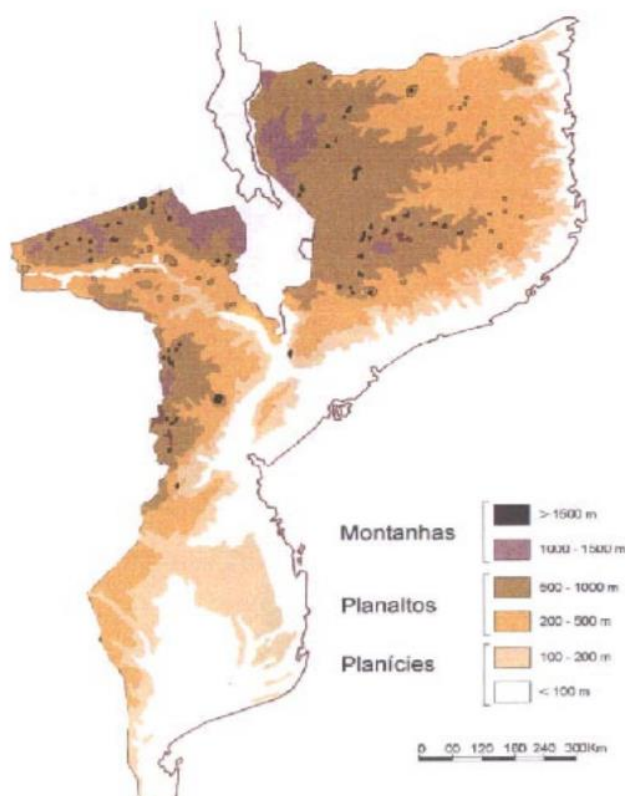 Montanhas
> 1500 m
1000 - 1500 m
Planaltos
500 - 1000 m
200 - 500 m
Planícies
100 - 200 m
< 100 m
0 60 120 180 240 300Km